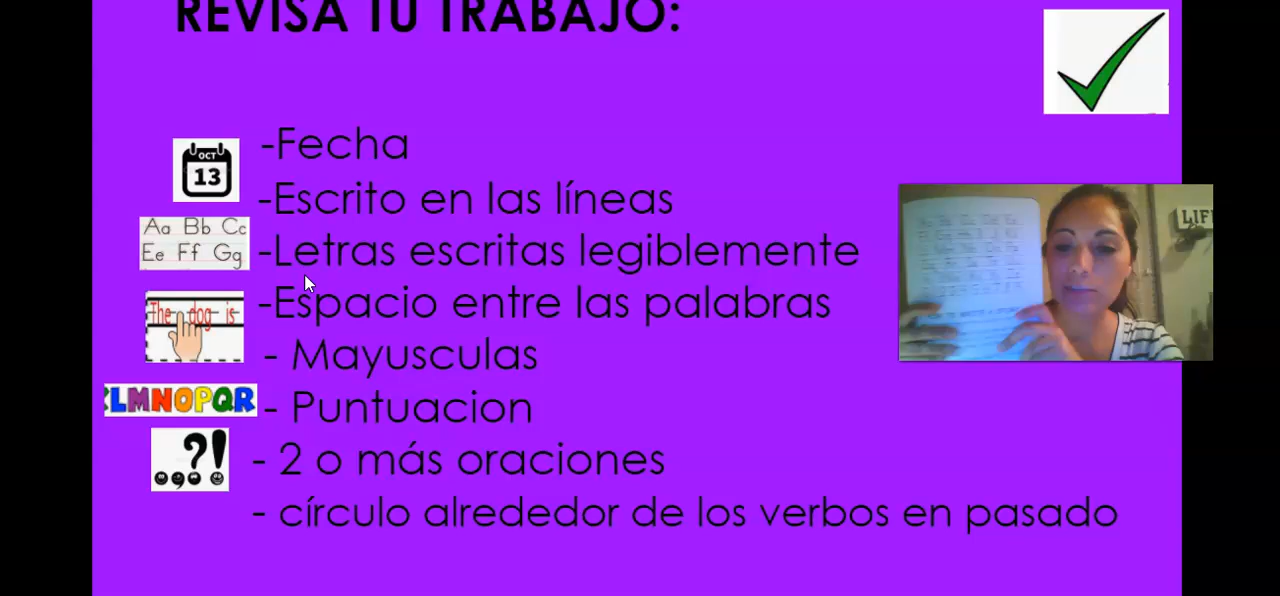 REVISA TU TRABAJO:
-Fecha
OCT
13
-Escrito en las líneas
Aa Bb Cc
Ee Ff Gg
-Letras escritas legiblemente
-Espacio entre las palabras
The dog is
- Mayusculas
KLMNOPQR
- Puntuacion
.,?!
- 2 o más oraciones
- círculo alrededor de los verbos en pasado
LIF